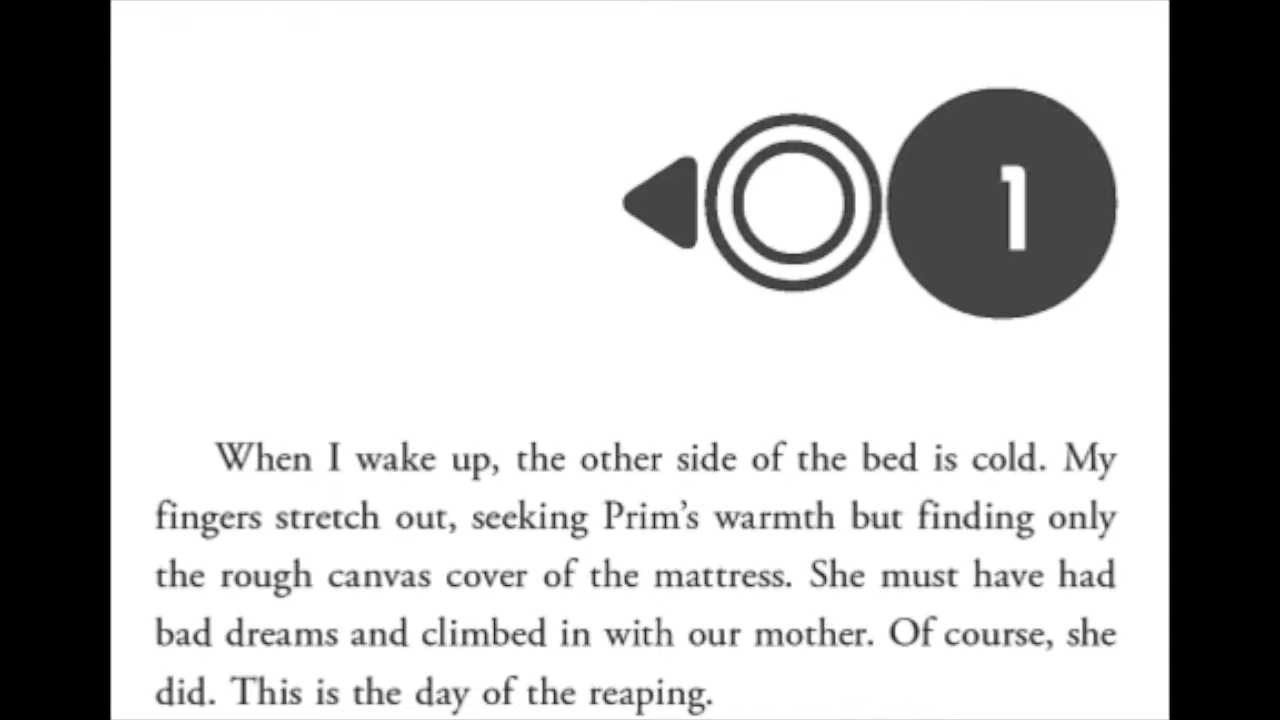 1
When I wake up, the other side of the bed is cold. My
fingers stretch out, seeking Prim's warmth but finding only
the rough canvas cover of the mattress. She must have had
bad dreams and climbed in with our mother. Of course, she
did. This is the day of the reaping.